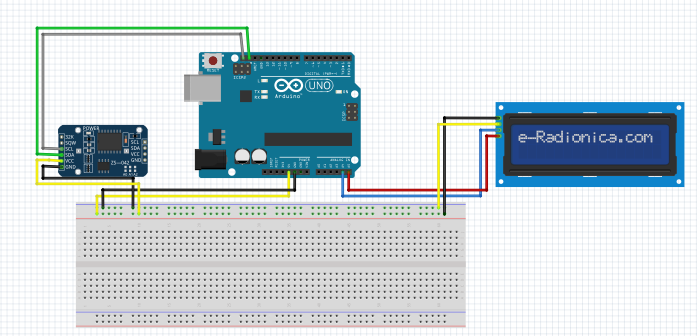 RESET
ICSP2
L
TX
RX
Arduino
UNO
ON
DIGITAL (PWM~)
POWER
ANALOG IN
POWER
32K
SQW
SCL
SDA
VCC
GND
SCL
SDA
VCC
GND
ZS-042
e-Radionica.com